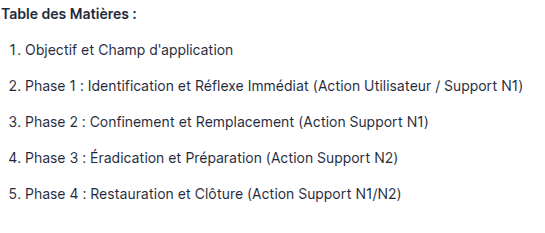 Table des Matières :
1. Objectif et Champ d'application
2. Phase 1 : Identification et Réflexe Immédiat (Action Utilisateur / Support N1)
3. Phase 2 : Confinement et Remplacement (Action Support N1)
4. Phase 3 : Éradication et Préparation (Action Support N2)
5. Phase 4 : Restauration et Clôture (Action Support N1/N2)